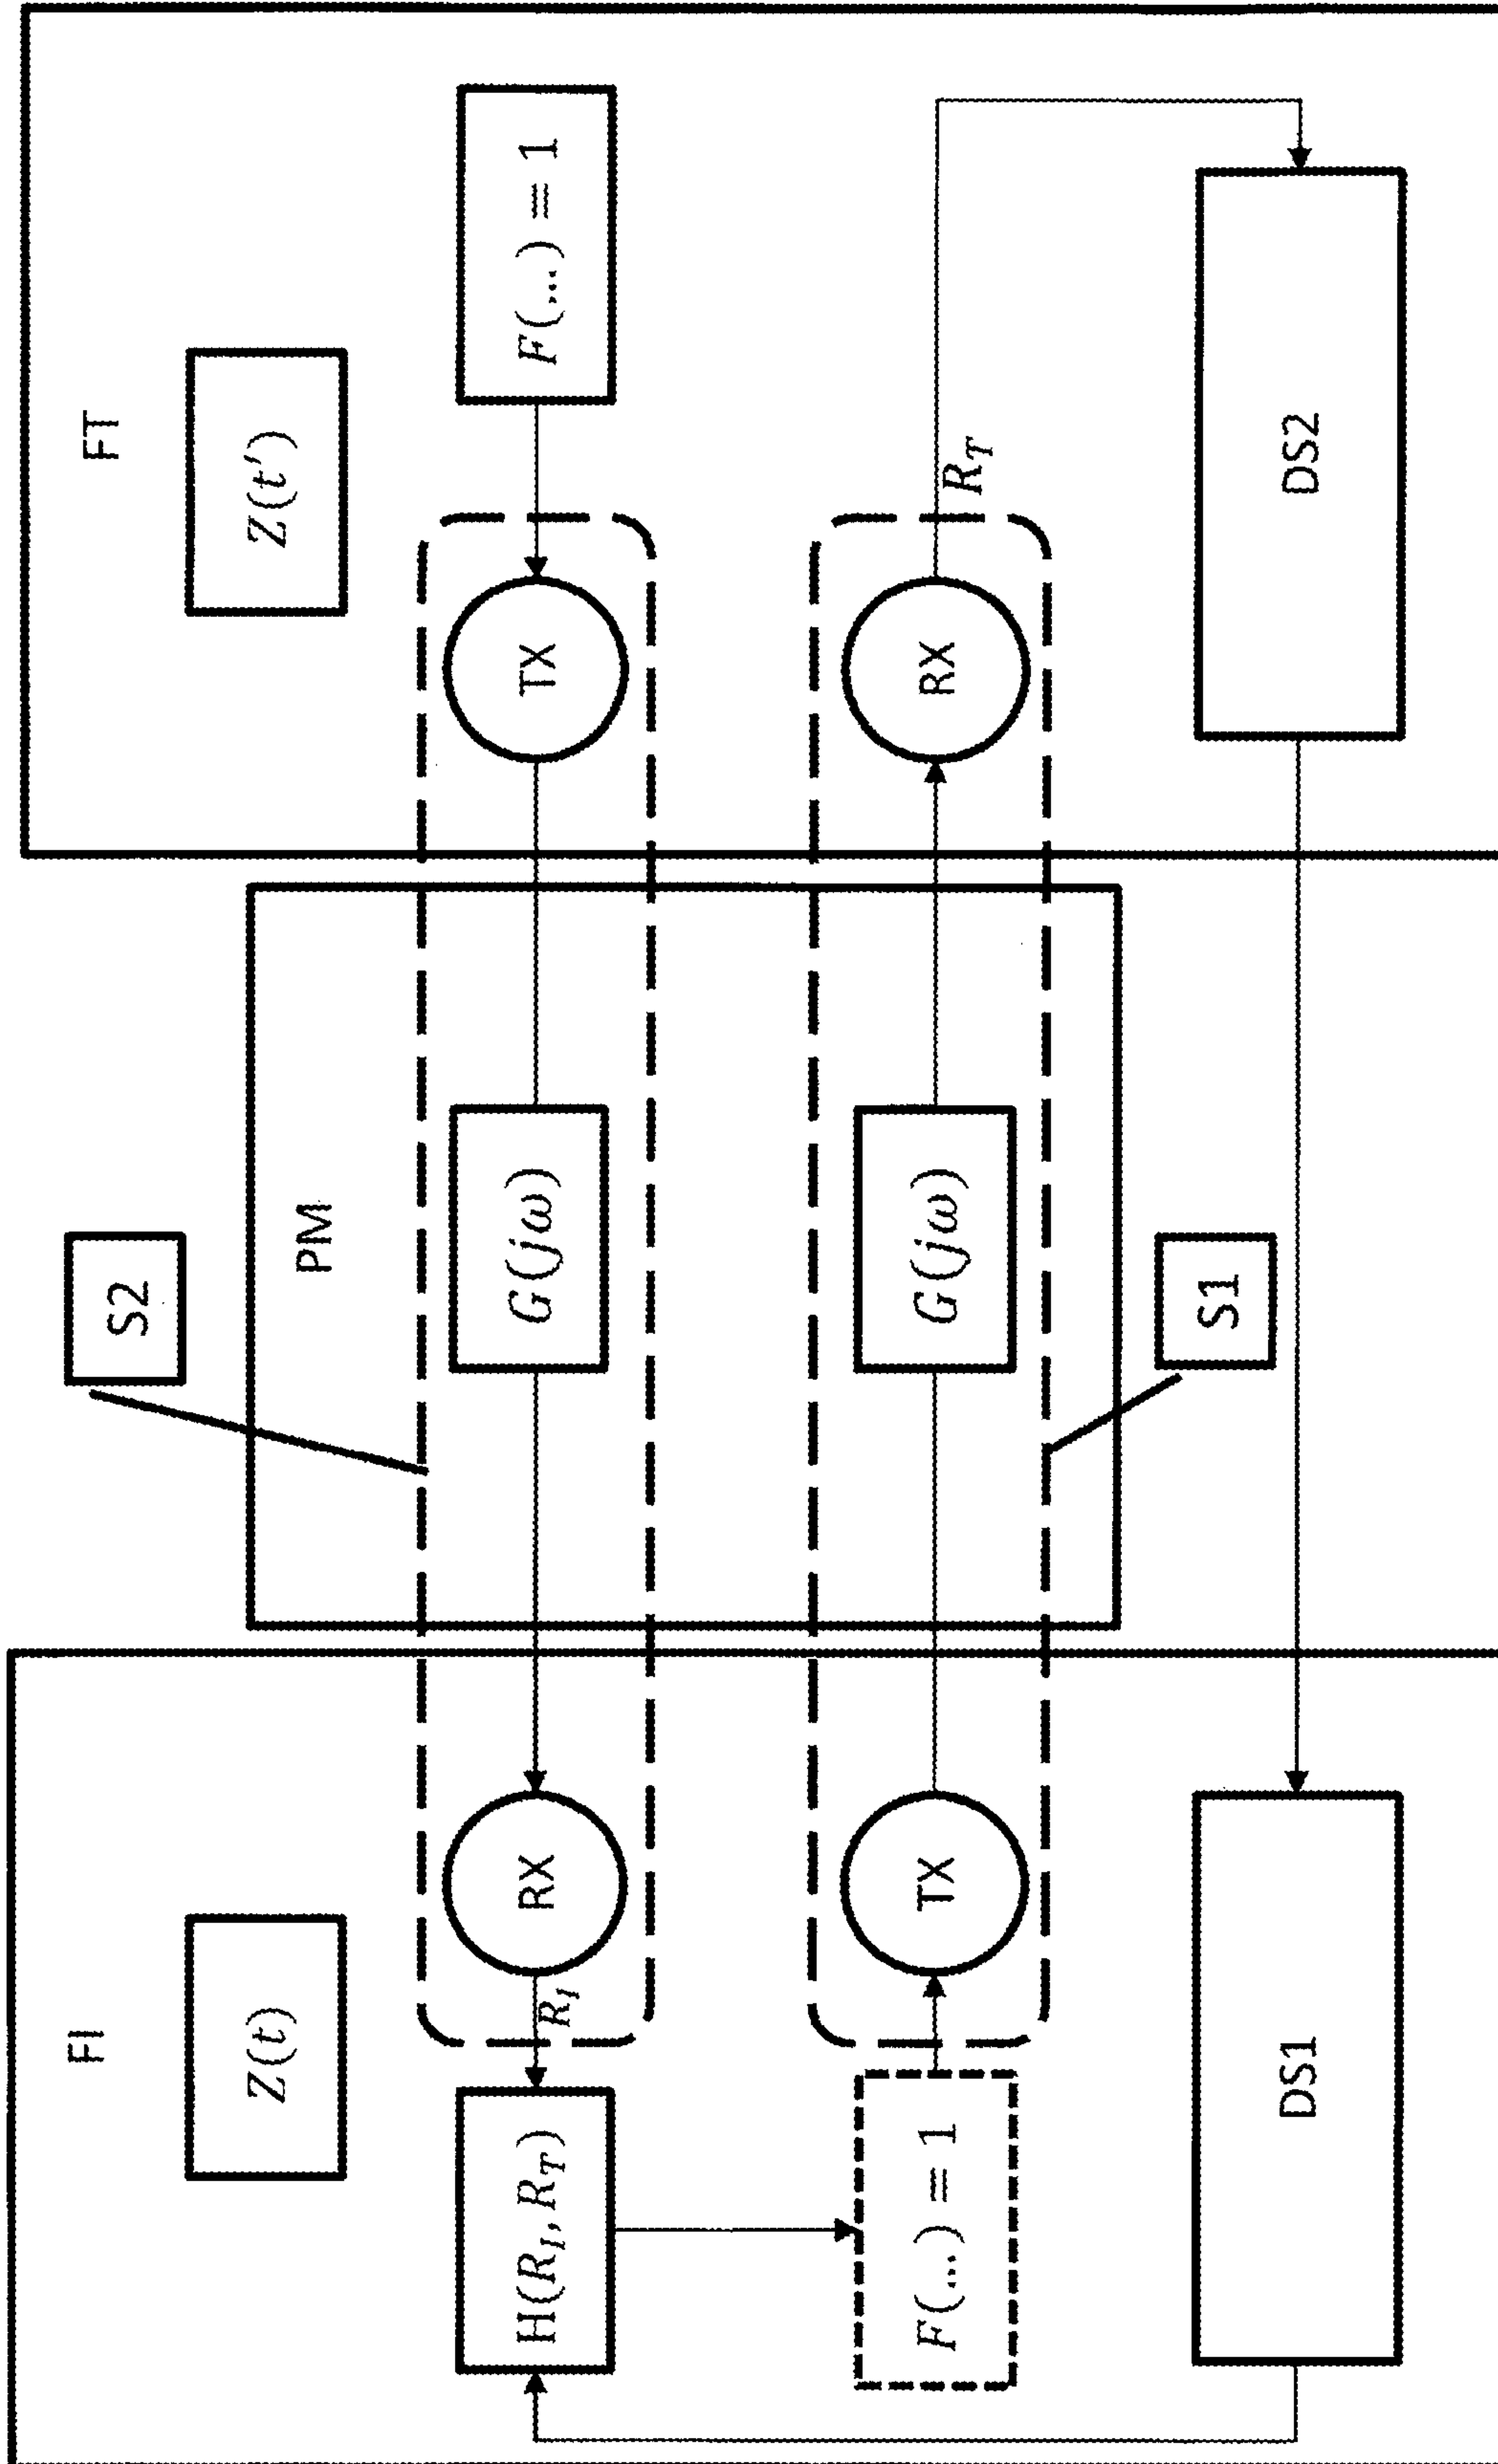 FI
Z(t)
H(R_I, R_T)
R_I
RX
F(...) = 1
TX
DS1
S2
PM
G(jω)
G(jω)
S1
FT
Z(t′)
TX
F(...) = 1
RX
R_T
DS2